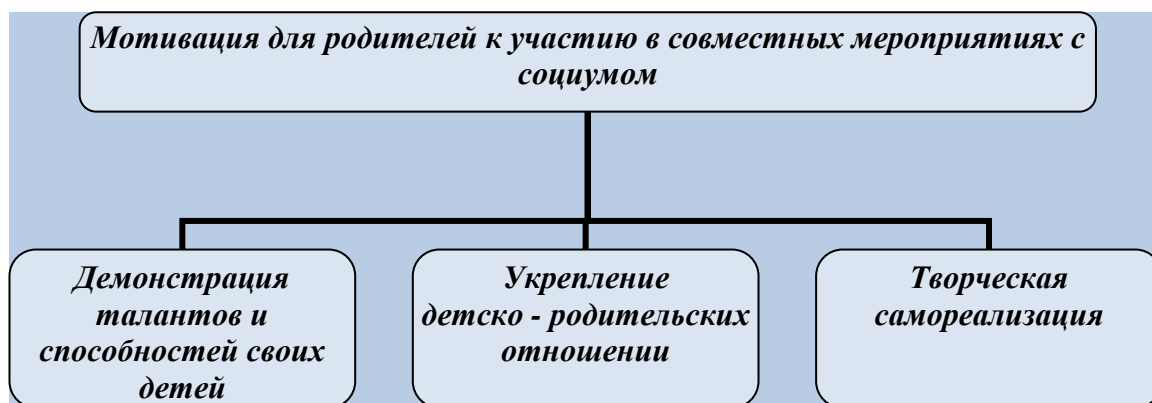 Мотивация для родителей к участию в совместных мероприятиях с
социумом
Демонстрация
талантов и
способностей своих
детей
Укрепление
детско - родительских
отношении
Творческая
самореализация